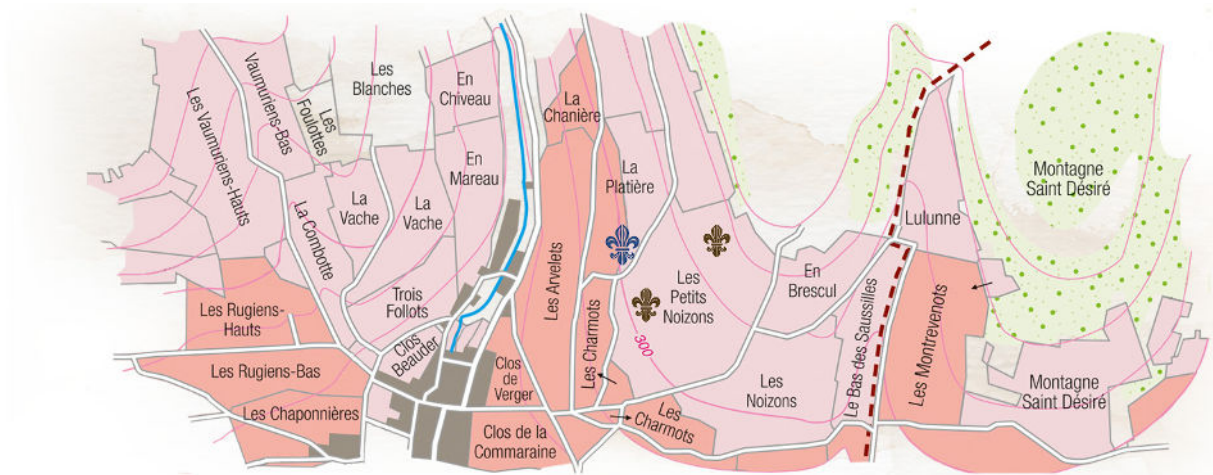 Les Vaumuriens-Hauts
Vaumuriens-Bas
Les
Foulottes
Les
Blanches
En
Chiveau
En
Mareau
La
Vache
La
Vache
La Combotte
Trois
Follots
Clos
Beauder
Les Rugiens-
Hauts
Les Rugiens-Bas
Les Chaponnières
La
Chanière
Les Arvelets
La
Platière
Les Charmots
Clos
de
Verger
Clos de la
Commaraine
Les
Charmots
Les
Petits
Noizons
300
Les
Noizons
En
Brescul
Le Bas des Saussilles
Lulunne
Les Montrevenots
Montagne
Saint Désiré
Montagne
Saint Désiré